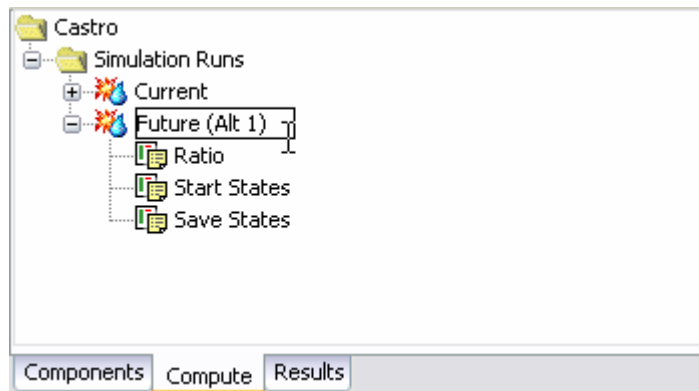 Castro
Simulation Runs
Current
Future (Alt 1)
Ratio
Start States
Save States
Components Compute Results